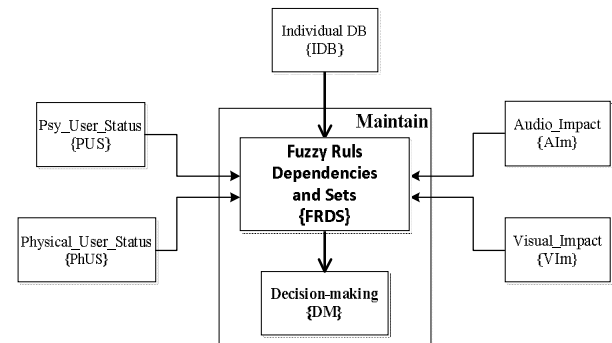 Individual DB
{IDB}
Maintain
Psy_User_Status
{PUS}
Fuzzy Ruls
Dependencies
and Sets
{FRDS}
Audio_Impact
{AIm}
Physical_User_Status
{PhUS}
Visual_Impact
{VIm}
Decision-making
{DM}